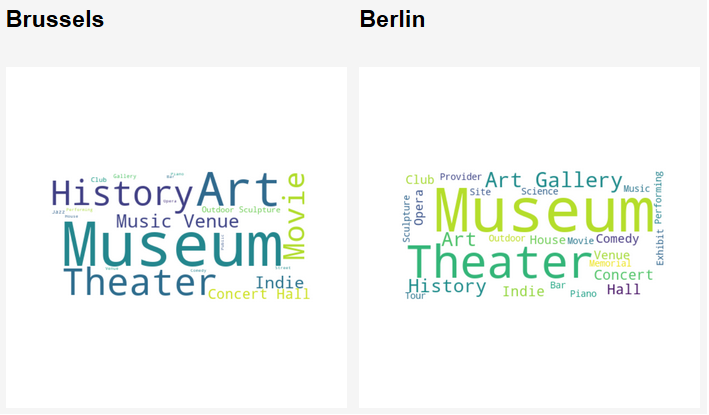 Brussels
Berlin
Club
Gallery
Piano
Bar
History
Art
Movie
Opera
Jazz
Performing
House
Outdoor Sculpture
Music Venue
Museum
Public
Theater
Comedy
Indie
Concert Hall
Club
Provider
Art Gallery
Site
Science
Music
Sculpture
Opera
Museum
Exhibit Performing
Art
Outdoor
House
Movie
Comedy
Theater
Venue
Memorial
Concert
History
Tour
Indie
Bar
Piano
Hall